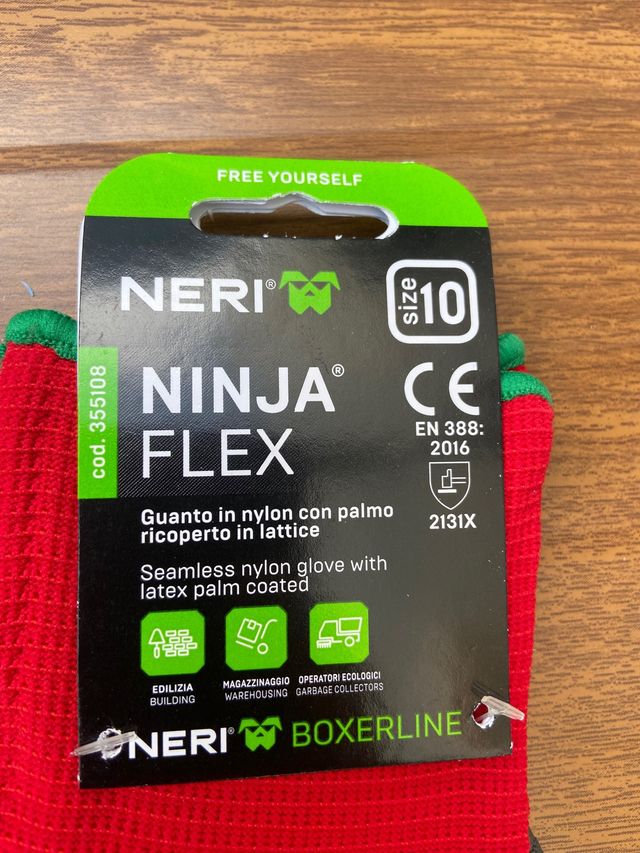 FREE YOURSELF
NERI®
size 10
cod. 355108
NINJA®
FLEX
CE
EN 388:
2016
2131X
Guanto in nylon con palmo
ricoperto in lattice
Seamless nylon glove with
latex palm coated
EDILIZIA
BUILDING
MAGAZZINAGGIO
WAREHOUSING
OPERATORI ECOLOGICI
GARBAGE COLLECTORS
NERI® BOXERLINE